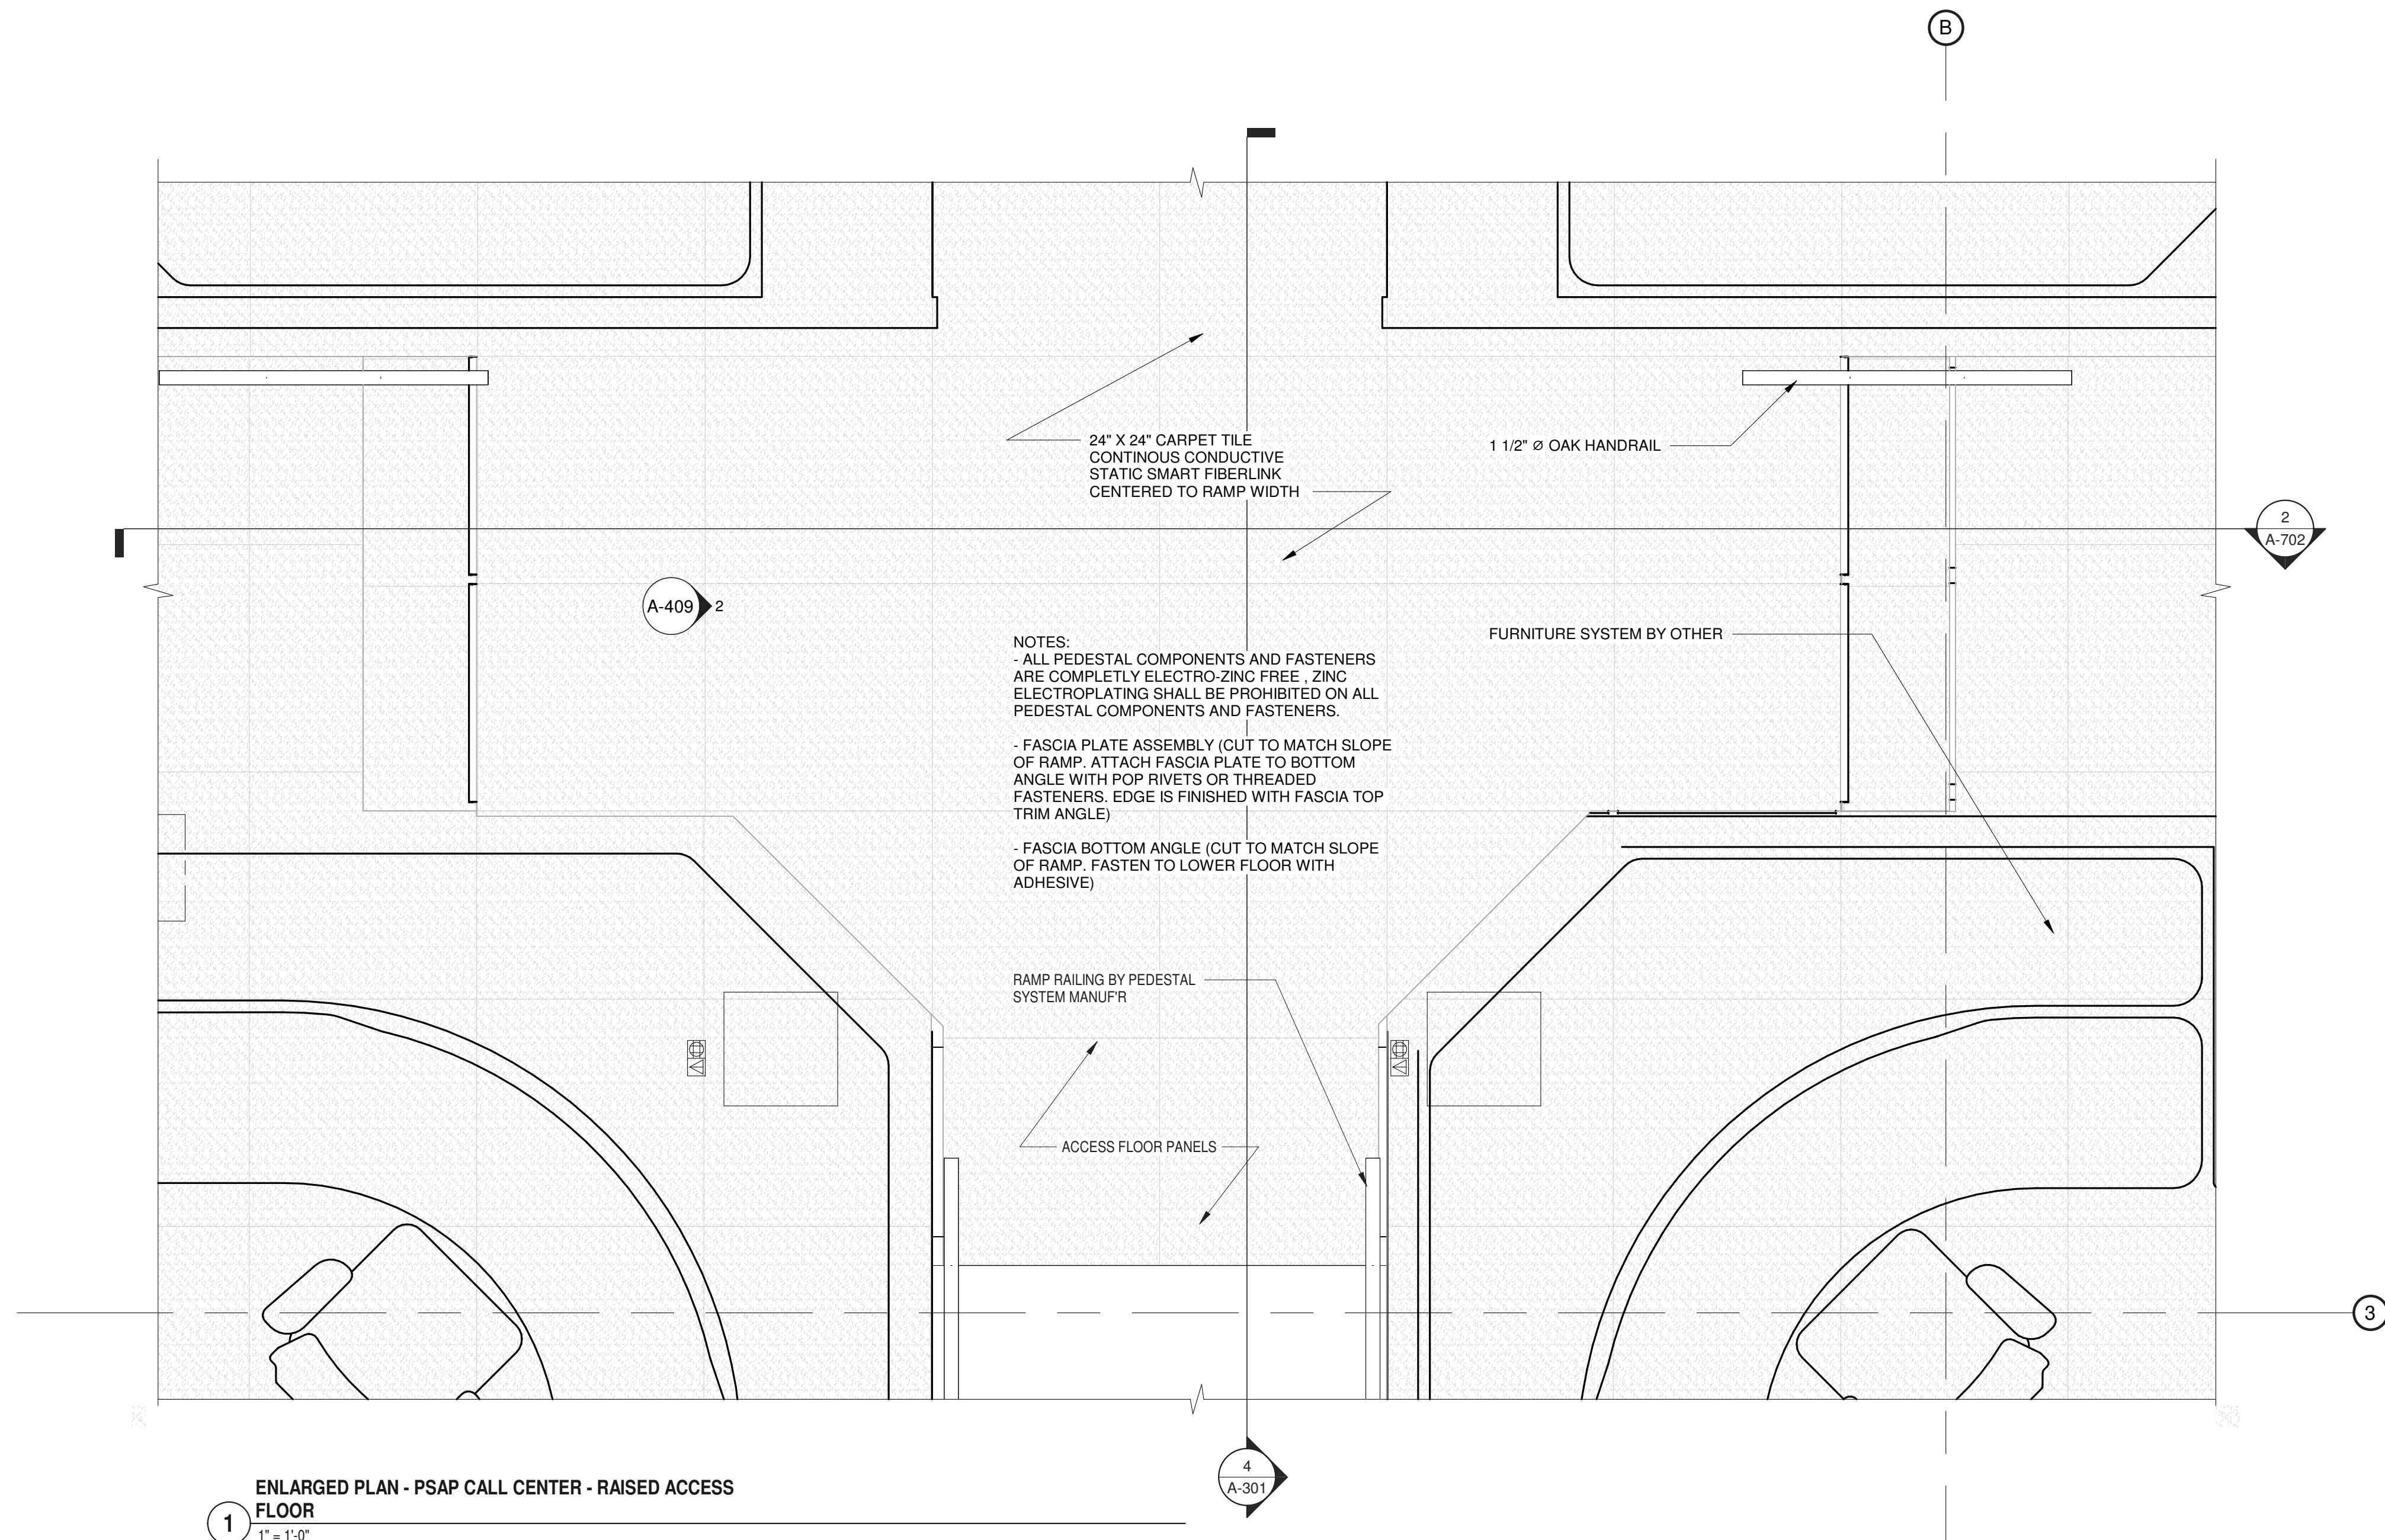 B
24" X 24" CARPET TILE
CONTINOUS CONDUCTIVE
STATIC SMART FIBERLINK
CENTERED TO RAMP WIDTH
1 1/2" ⌀ OAK HANDRAIL
2
A-702
A-409 2
FURNITURE SYSTEM BY OTHER
NOTES:
- ALL PEDESTAL COMPONENTS AND FASTENERS
ARE COMPLETLY ELECTRO-ZINC FREE , ZINC
ELECTROPLATING SHALL BE PROHIBITED ON ALL
PEDESTAL COMPONENTS AND FASTENERS.
- FASCIA PLATE ASSEMBLY (CUT TO MATCH SLOPE
OF RAMP. ATTACH FASCIA PLATE TO BOTTOM
ANGLE WITH POP RIVETS OR THREADED
FASTENERS. EDGE IS FINISHED WITH FASCIA TOP
TRIM ANGLE)
- FASCIA BOTTOM ANGLE (CUT TO MATCH SLOPE
OF RAMP. FASTEN TO LOWER FLOOR WITH
ADHESIVE)
RAMP RAILING BY PEDESTAL
SYSTEM MANUF'R
ACCESS FLOOR PANELS
3
4
A-301
ENLARGED PLAN - PSAP CALL CENTER - RAISED ACCESS
FLOOR
1
1" = 1'-0"